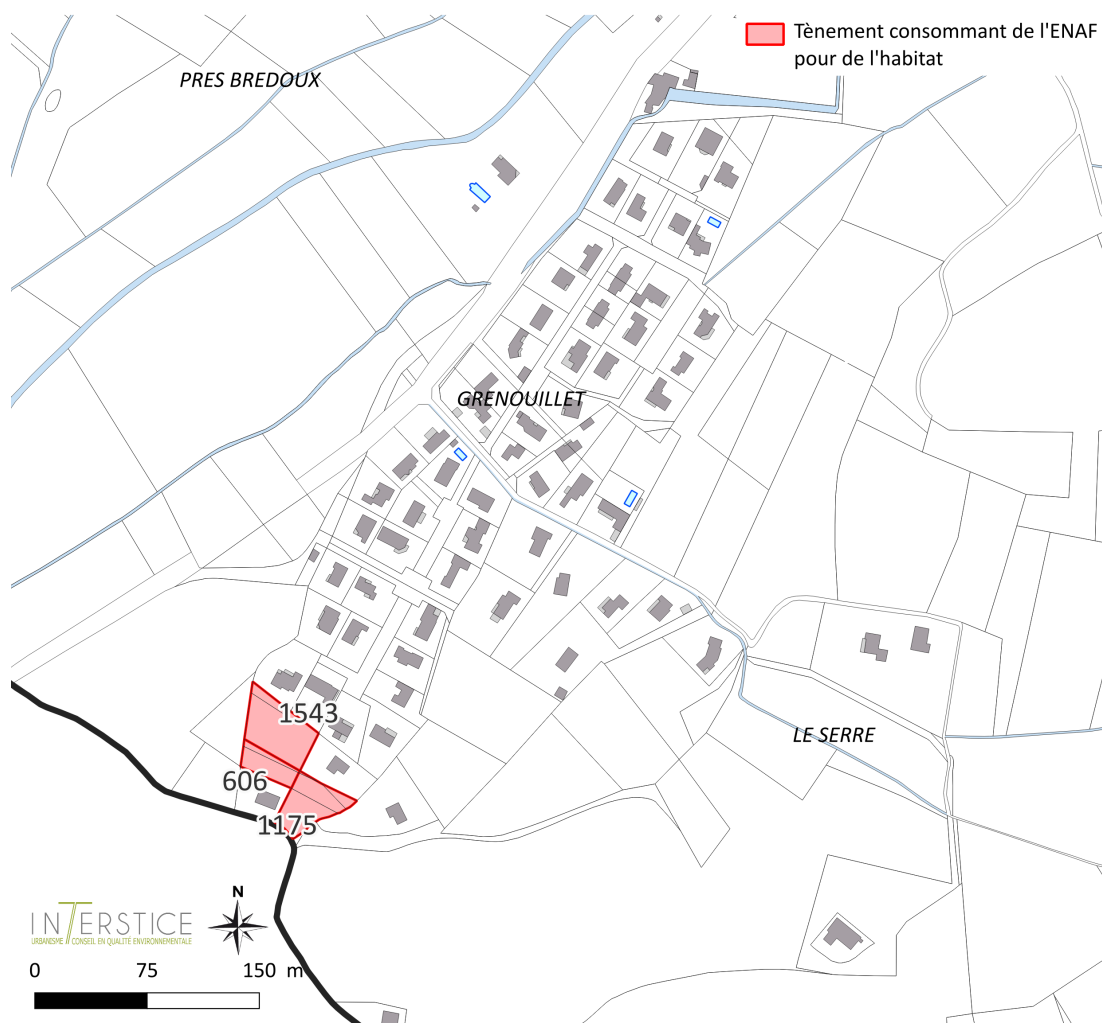 Tènement consommant de l'ENAF
pour de l'habitat
PRES BREDOUX
GRENOUILLET
1543
LE SERRE
606
1175
N
INTERSTICE
URBANISME CONSEIL EN QUALITÉ ENVIRONNEMENTALE
0 75 150 m